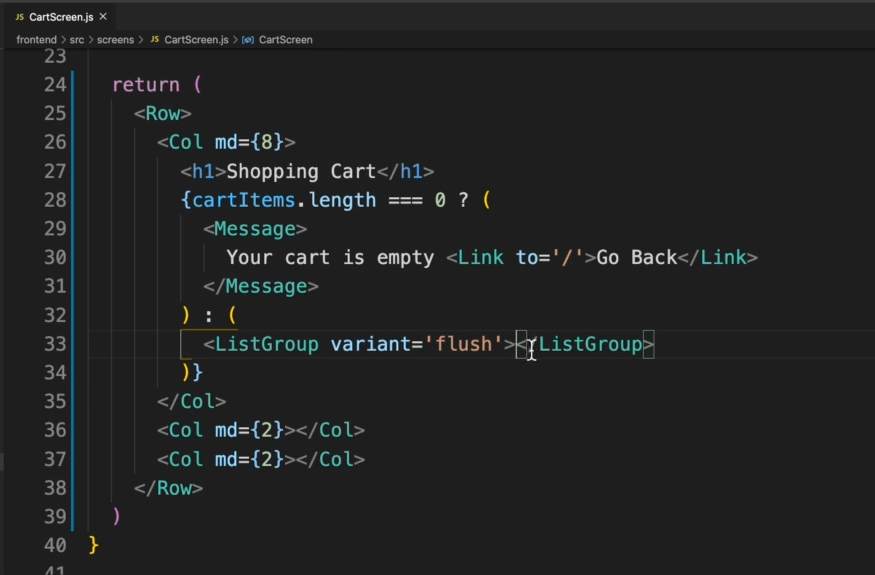 JS CartScreen.js ×
frontend > src > screens > JS CartScreen.js > CartScreen
23
24 return (
25 <Row>
26 <Col md={8}>
27 <h1>Shopping Cart</h1>
28 {cartItems.length === 0 ? (
29 <Message>
30 Your cart is empty <Link to='/'>Go Back</Link>
31 </Message>
32 ) : (
33 <ListGroup variant='flush'></ListGroup>
34 )}
35 </Col>
36 <Col md={2}></Col>
37 <Col md={2}></Col>
38 </Row>
39 )
40 }
41